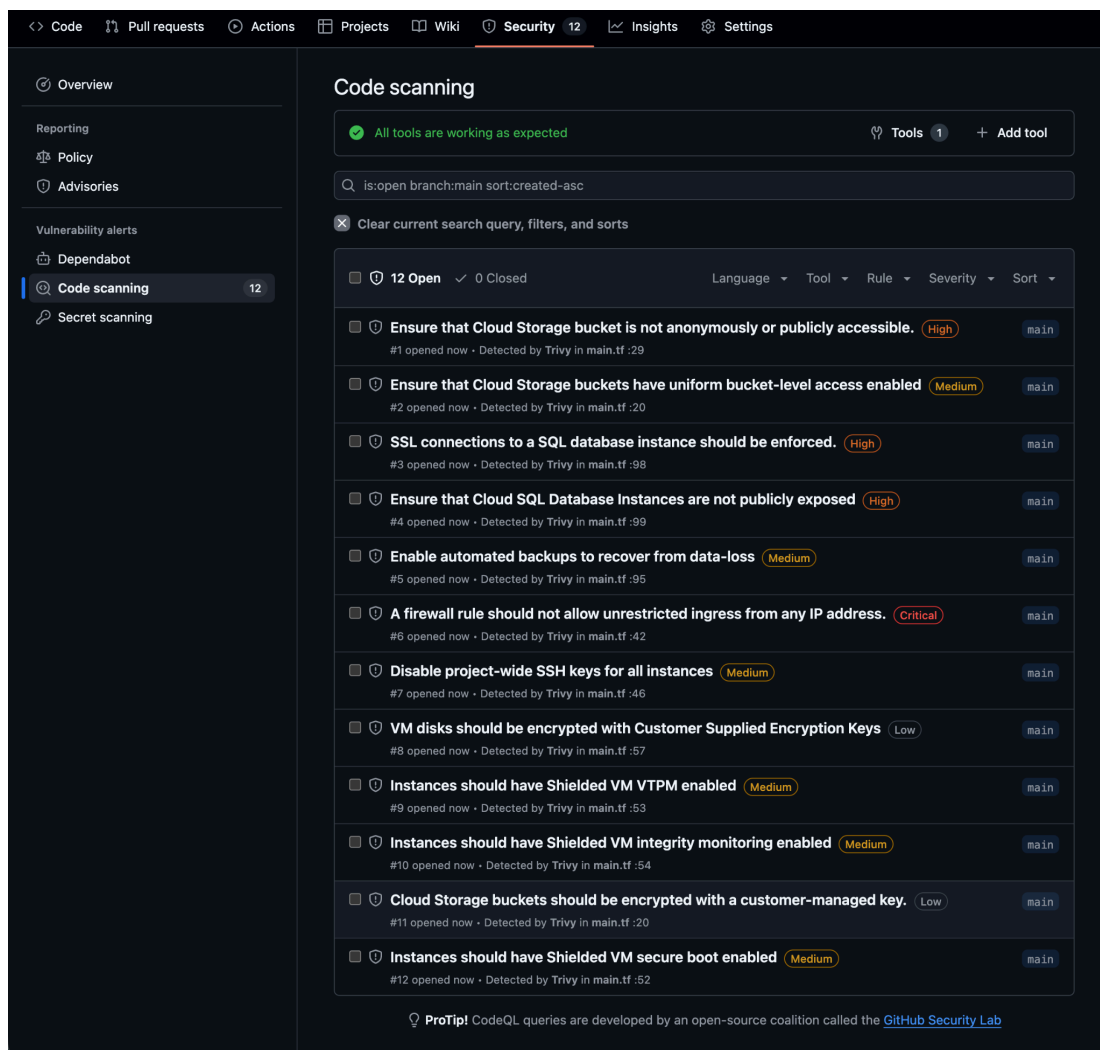 Code Pull requests Actions Projects Wiki Security 12 Insights Settings
Overview
Reporting
Policy
Advisories
Vulnerability alerts
Dependabot
Code scanning 12
Secret scanning
Code scanning
All tools are working as expected Tools 1 Add tool
is:open branch:main sort:created-asc
Clear current search query, filters, and sorts
12 Open 0 Closed Language Tool Rule Severity Sort
Ensure that Cloud Storage bucket is not anonymously or publicly accessible. High main
#1 opened now • Detected by Trivy in main.tf :29
Ensure that Cloud Storage buckets have uniform bucket-level access enabled Medium main
#2 opened now • Detected by Trivy in main.tf :20
SSL connections to a SQL database instance should be enforced. High main
#3 opened now • Detected by Trivy in main.tf :98
Ensure that Cloud SQL Database Instances are not publicly exposed High main
#4 opened now • Detected by Trivy in main.tf :99
Enable automated backups to recover from data-loss Medium main
#5 opened now • Detected by Trivy in main.tf :95
A firewall rule should not allow unrestricted ingress from any IP address. Critical main
#6 opened now • Detected by Trivy in main.tf :42
Disable project-wide SSH keys for all instances Medium main
#7 opened now • Detected by Trivy in main.tf :46
VM disks should be encrypted with Customer Supplied Encryption Keys Low main
#8 opened now • Detected by Trivy in main.tf :57
Instances should have Shielded VM VTPM enabled Medium main
#9 opened now • Detected by Trivy in main.tf :53
Instances should have Shielded VM integrity monitoring enabled Medium main
#10 opened now • Detected by Trivy in main.tf :54
Cloud Storage buckets should be encrypted with a customer-managed key. Low main
#11 opened now • Detected by Trivy in main.tf :20
Instances should have Shielded VM secure boot enabled Medium main
#12 opened now • Detected by Trivy in main.tf :52
ProTip! CodeQL queries are developed by an open-source coalition called the GitHub Security Lab